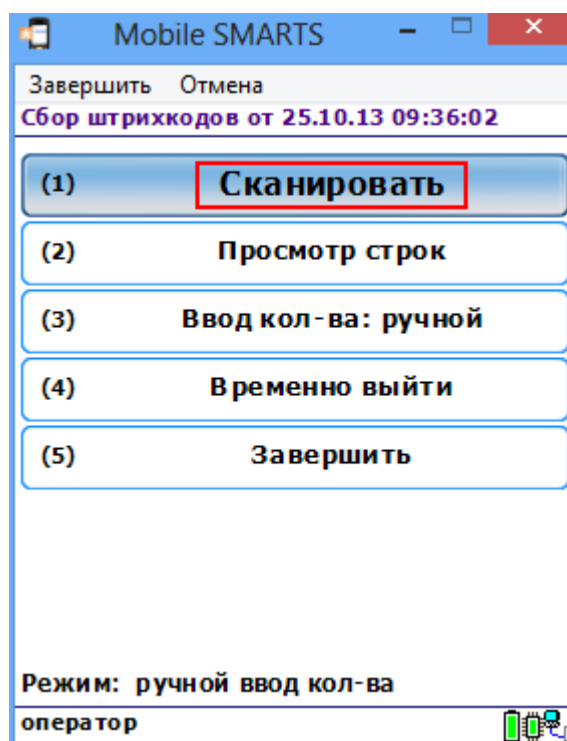 Mobile SMARTS
Завершить Отмена
Сбор штрихкодов от 25.10.13 09:36:02
(1) Сканировать
(2) Просмотр строк
(3) Ввод кол-ва: ручной
(4) Временно выйти
(5) Завершить
Режим: ручной ввод кол-ва
оператор